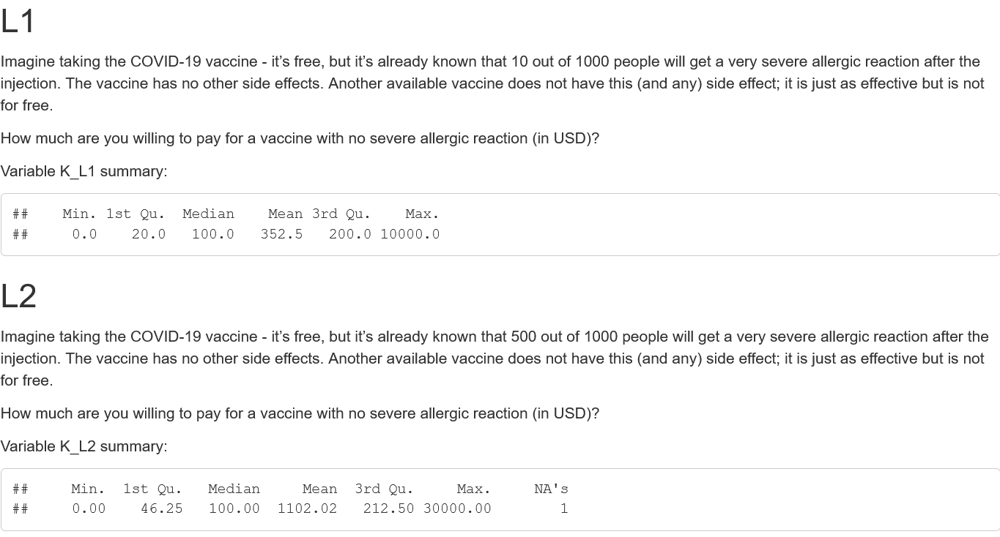 L1
Imagine taking the COVID-19 vaccine - it’s free, but it’s already known that 10 out of 1000 people will get a very severe allergic reaction after the
injection. The vaccine has no other side effects. Another available vaccine does not have this (and any) side effect; it is just as effective but is not
for free.
How much are you willing to pay for a vaccine with no severe allergic reaction (in USD)?
Variable K_L1 summary:
## Min. 1st Qu. Median Mean 3rd Qu. Max.
## 0.0 20.0 100.0 352.5 200.0 10000.0
L2
Imagine taking the COVID-19 vaccine - it’s free, but it’s already known that 500 out of 1000 people will get a very severe allergic reaction after the
injection. The vaccine has no other side effects. Another available vaccine does not have this (and any) side effect; it is just as effective but is not
for free.
How much are you willing to pay for a vaccine with no severe allergic reaction (in USD)?
Variable K_L2 summary:
## Min. 1st Qu. Median Mean 3rd Qu. Max. NA's
## 0.00 46.25 100.00 1102.02 212.50 30000.00 1